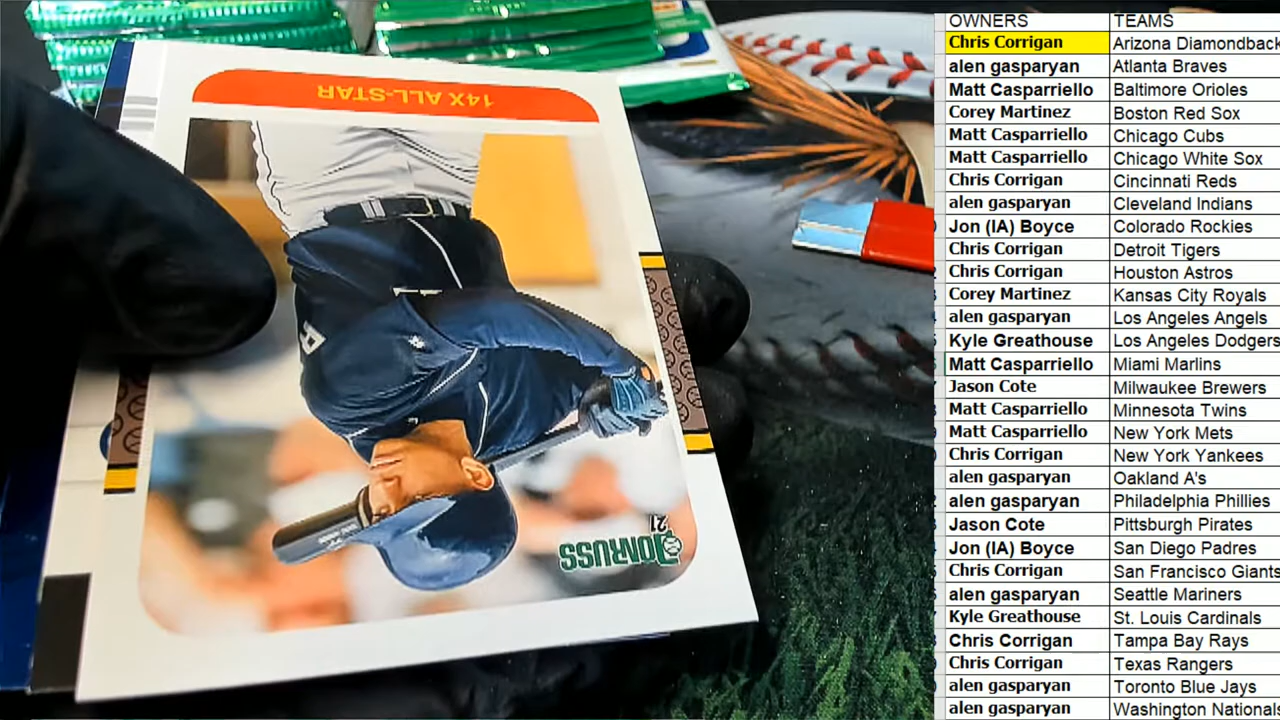 14X ALL-STAR
A
DONRUSS
'21
OWNERS TEAMS
Chris Corrigan Arizona Diamondback
alen gasparyan Atlanta Braves
Matt Casparriello Baltimore Orioles
Corey Martinez Boston Red Sox
Matt Casparriello Chicago Cubs
Matt Casparriello Chicago White Sox
Chris Corrigan Cincinnati Reds
alen gasparyan Cleveland Indians
Jon (IA) Boyce Colorado Rockies
Chris Corrigan Detroit Tigers
Chris Corrigan Houston Astros
Corey Martinez Kansas City Royals
alen gasparyan Los Angeles Angels
Kyle Greathouse Los Angeles Dodgers
Matt Casparriello Miami Marlins
Jason Cote Milwaukee Brewers
Matt Casparriello Minnesota Twins
Matt Casparriello New York Mets
Chris Corrigan New York Yankees
alen gasparyan Oakland A's
alen gasparyan Philadelphia Phillies
Jason Cote Pittsburgh Pirates
Jon (IA) Boyce San Diego Padres
Chris Corrigan San Francisco Giants
alen gasparyan Seattle Mariners
Kyle Greathouse St. Louis Cardinals
Chris Corrigan Tampa Bay Rays
Chris Corrigan Texas Rangers
alen gasparyan Toronto Blue Jays
alen gasparyan Washington Nationals